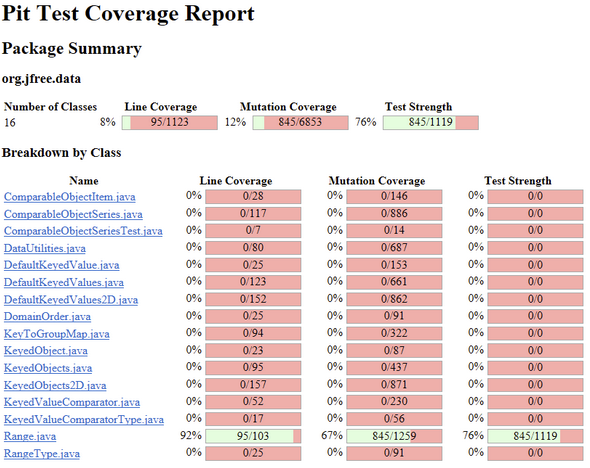 Pit Test Coverage Report
Package Summary
org.jfree.data
Number of Classes Line Coverage Mutation Coverage Test Strength
16 8% 95/1123 12% 845/6853 76% 845/1119
Breakdown by Class
Name Line Coverage Mutation Coverage Test Strength
ComparableObjectItem.java 0% 0/28 0% 0/146 0% 0/0
ComparableObjectSeries.java 0% 0/117 0% 0/886 0% 0/0
ComparableObjectSeriesTest.java 0% 0/7 0% 0/14 0% 0/0
DataUtilities.java 0% 0/80 0% 0/687 0% 0/0
DefaultKeyedValue.java 0% 0/25 0% 0/153 0% 0/0
DefaultKeyedValues.java 0% 0/123 0% 0/661 0% 0/0
DefaultKeyedValues2D.java 0% 0/152 0% 0/862 0% 0/0
DomainOrder.java 0% 0/25 0% 0/91 0% 0/0
KeyToGroupMap.java 0% 0/94 0% 0/322 0% 0/0
KeyedObject.java 0% 0/23 0% 0/87 0% 0/0
KeyedObjects.java 0% 0/95 0% 0/437 0% 0/0
KeyedObjects2D.java 0% 0/157 0% 0/871 0% 0/0
KeyedValueComparator.java 0% 0/52 0% 0/230 0% 0/0
KeyedValueComparatorType.java 0% 0/17 0% 0/56 0% 0/0
Range.java 92% 95/103 67% 845/1259 76% 845/1119
RangeType.java 0% 0/25 0% 0/91 0% 0/0